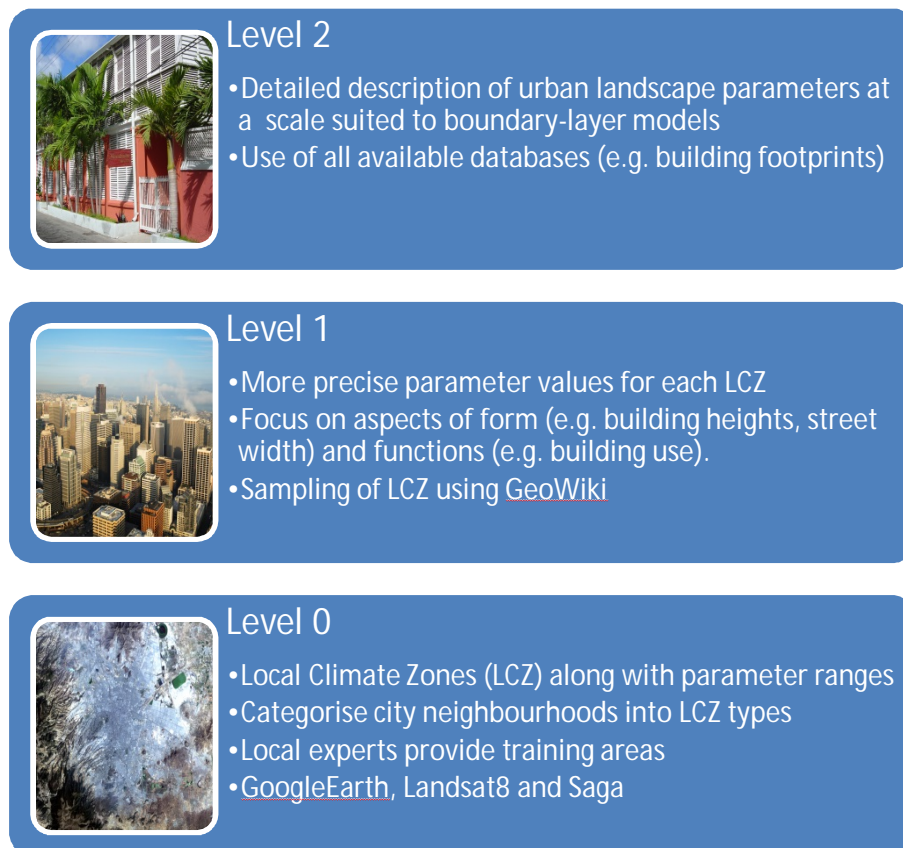 Level 2
•Detailed description of urban landscape parameters at
a scale suited to boundary-layer models
•Use of all available databases (e.g. building footprints)
Level 1
•More precise parameter values for each LCZ
•Focus on aspects of form (e.g. building heights, street
width) and functions (e.g. building use).
•Sampling of LCZ using GeoWiki
Level 0
•Local Climate Zones (LCZ) along with parameter ranges
•Categorise city neighbourhoods into LCZ types
•Local experts provide training areas
•GoogleEarth, Landsat8 and Saga